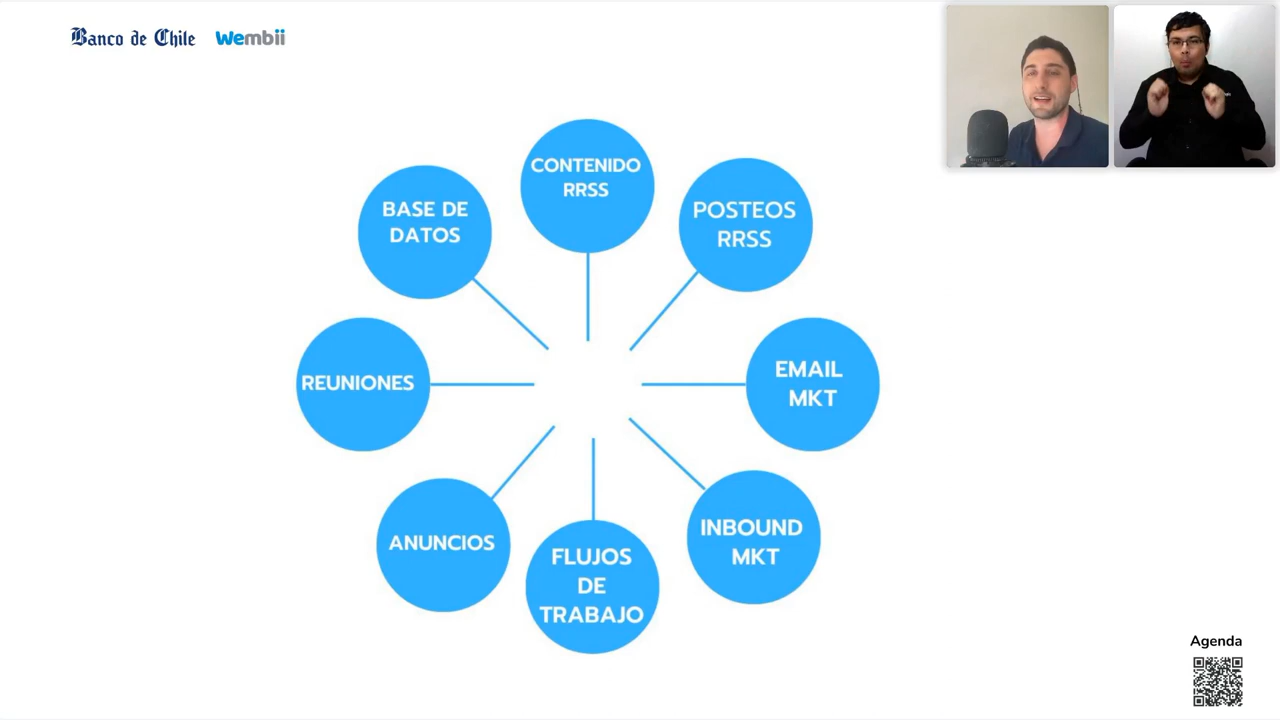 Banco de Chile Wembii
CONTENIDO
RRSS
BASE DE
DATOS
POSTEOS
RRSS
REUNIONES
EMAIL
MKT
ANUNCIOS
FLUJOS
DE
TRABAJO
INBOUND
MKT
Agenda